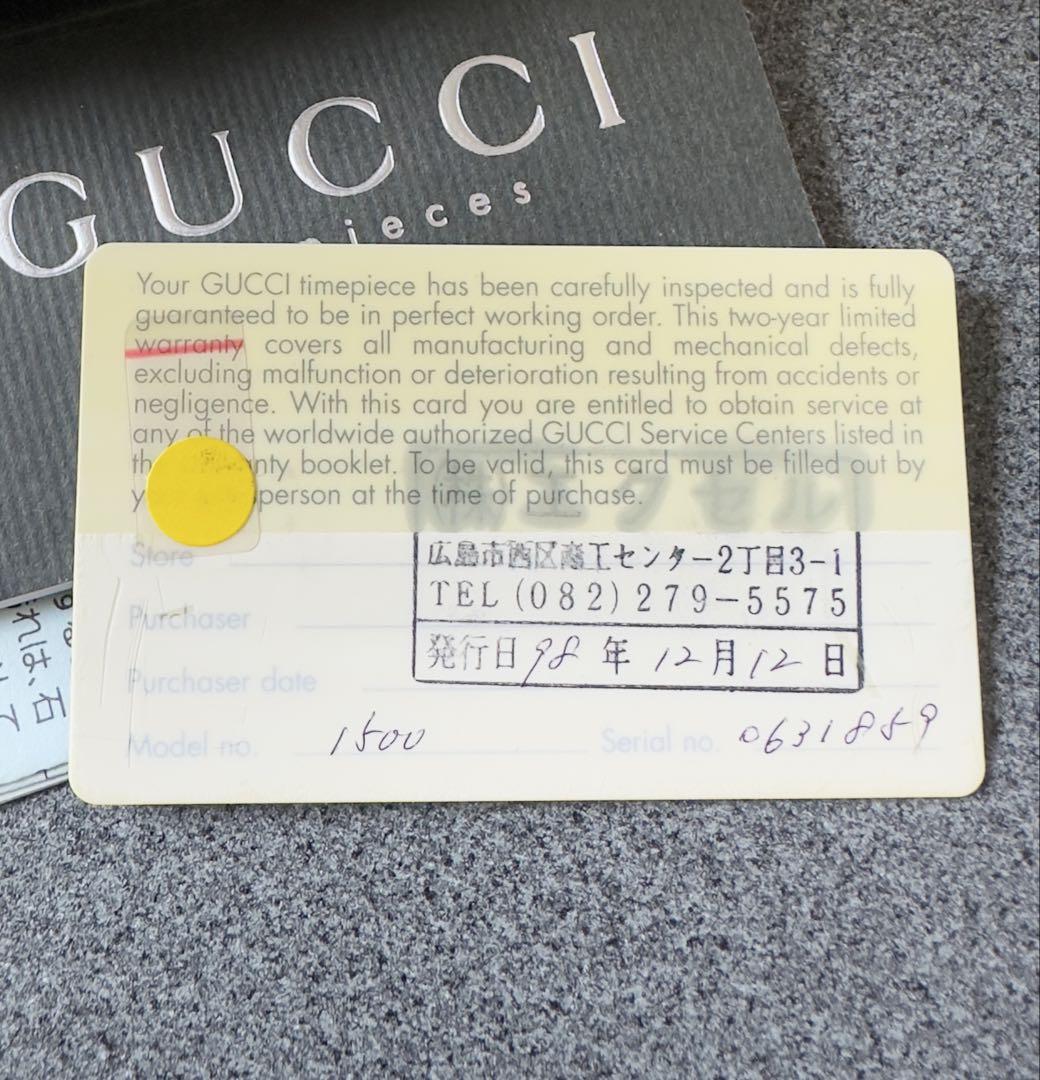 GUCCI
pieces
Your GUCCI timepiece has been carefully inspected and is fully
guaranteed to be in perfect working order. This two-year limited
warranty covers all manufacturing and mechanical defects,
excluding malfunction or deterioration resulting from accidents or
negligence. With this card you are entitled to obtain service at
any of the worldwide authorized GUCCI Service Centers listed in
booklet. To be valid, this card must be filled out by
person at the time of purchase.
㈱エクセル
Store
広島市西区商工センター2丁目3-1
TEL (082) 279-5575
Purchaser
発行日 98 年 12 月 12 日
Purchaser date
Model no. 1500 Serial no. 0631859